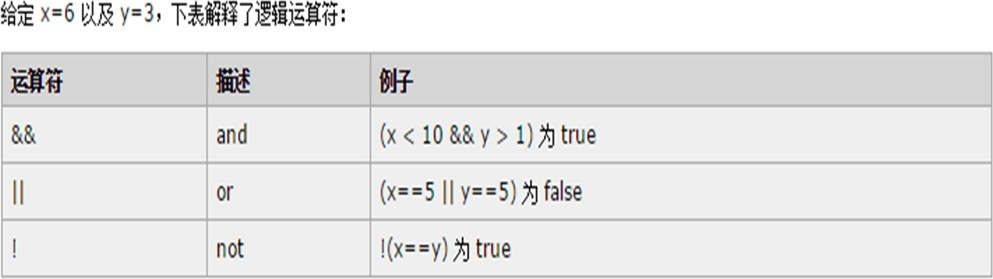 给定 x=6 以及 y=3，下表解释了逻辑运算符：
运算符 描述 例子
&& and (x < 10 && y > 1) 为 true
|| or (x==5 || y==5) 为 false
! not !(x==y) 为 true